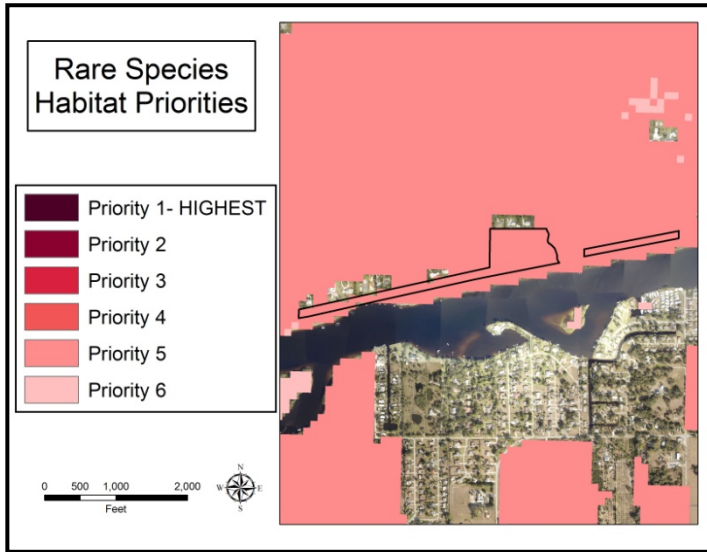 Rare Species
Habitat Priorities
Priority 1- HIGHEST
Priority 2
Priority 3
Priority 4
Priority 5
Priority 6
0 500 1,000 2,000
Feet
N
W E
S